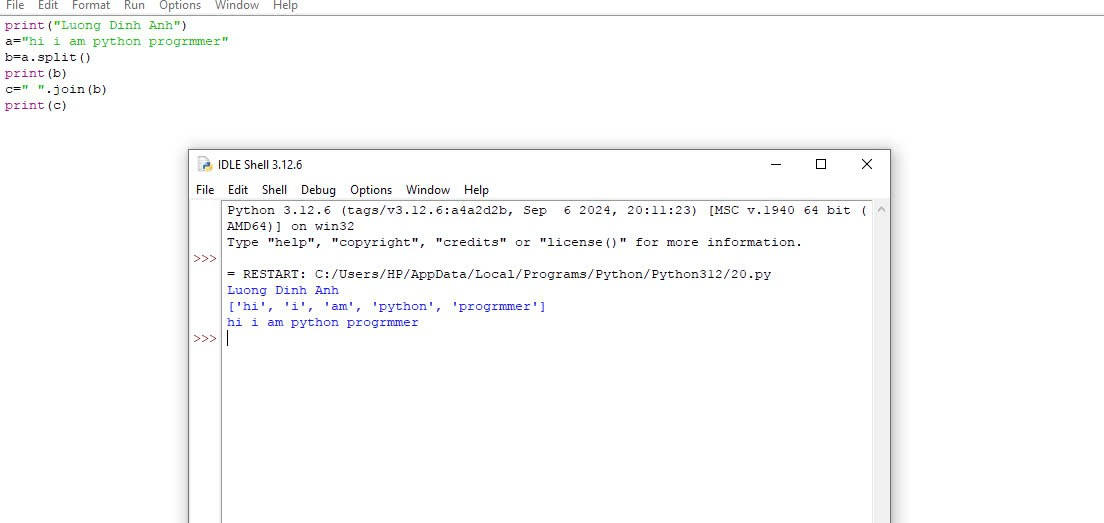 File Edit Format Run Options Window Help
print("Luong Dinh Anh")
a="hi i am python progrmmer"
b=a.split()
print(b)
c=" ".join(b)
print(c)
IDLE Shell 3.12.6
File Edit Shell Debug Options Window Help
Python 3.12.6 (tags/v3.12.6:a4a2d2b, Sep  6 2024, 20:11:23) [MSC v.1940 64 bit (
AMD64)] on win32
Type "help", "copyright", "credits" or "license()" for more information.
>>>
= RESTART: C:/Users/HP/AppData/Local/Programs/Python/Python312/20.py
Luong Dinh Anh
['hi', 'i', 'am', 'python', 'progrmmer']
hi i am python progrmmer
>>>